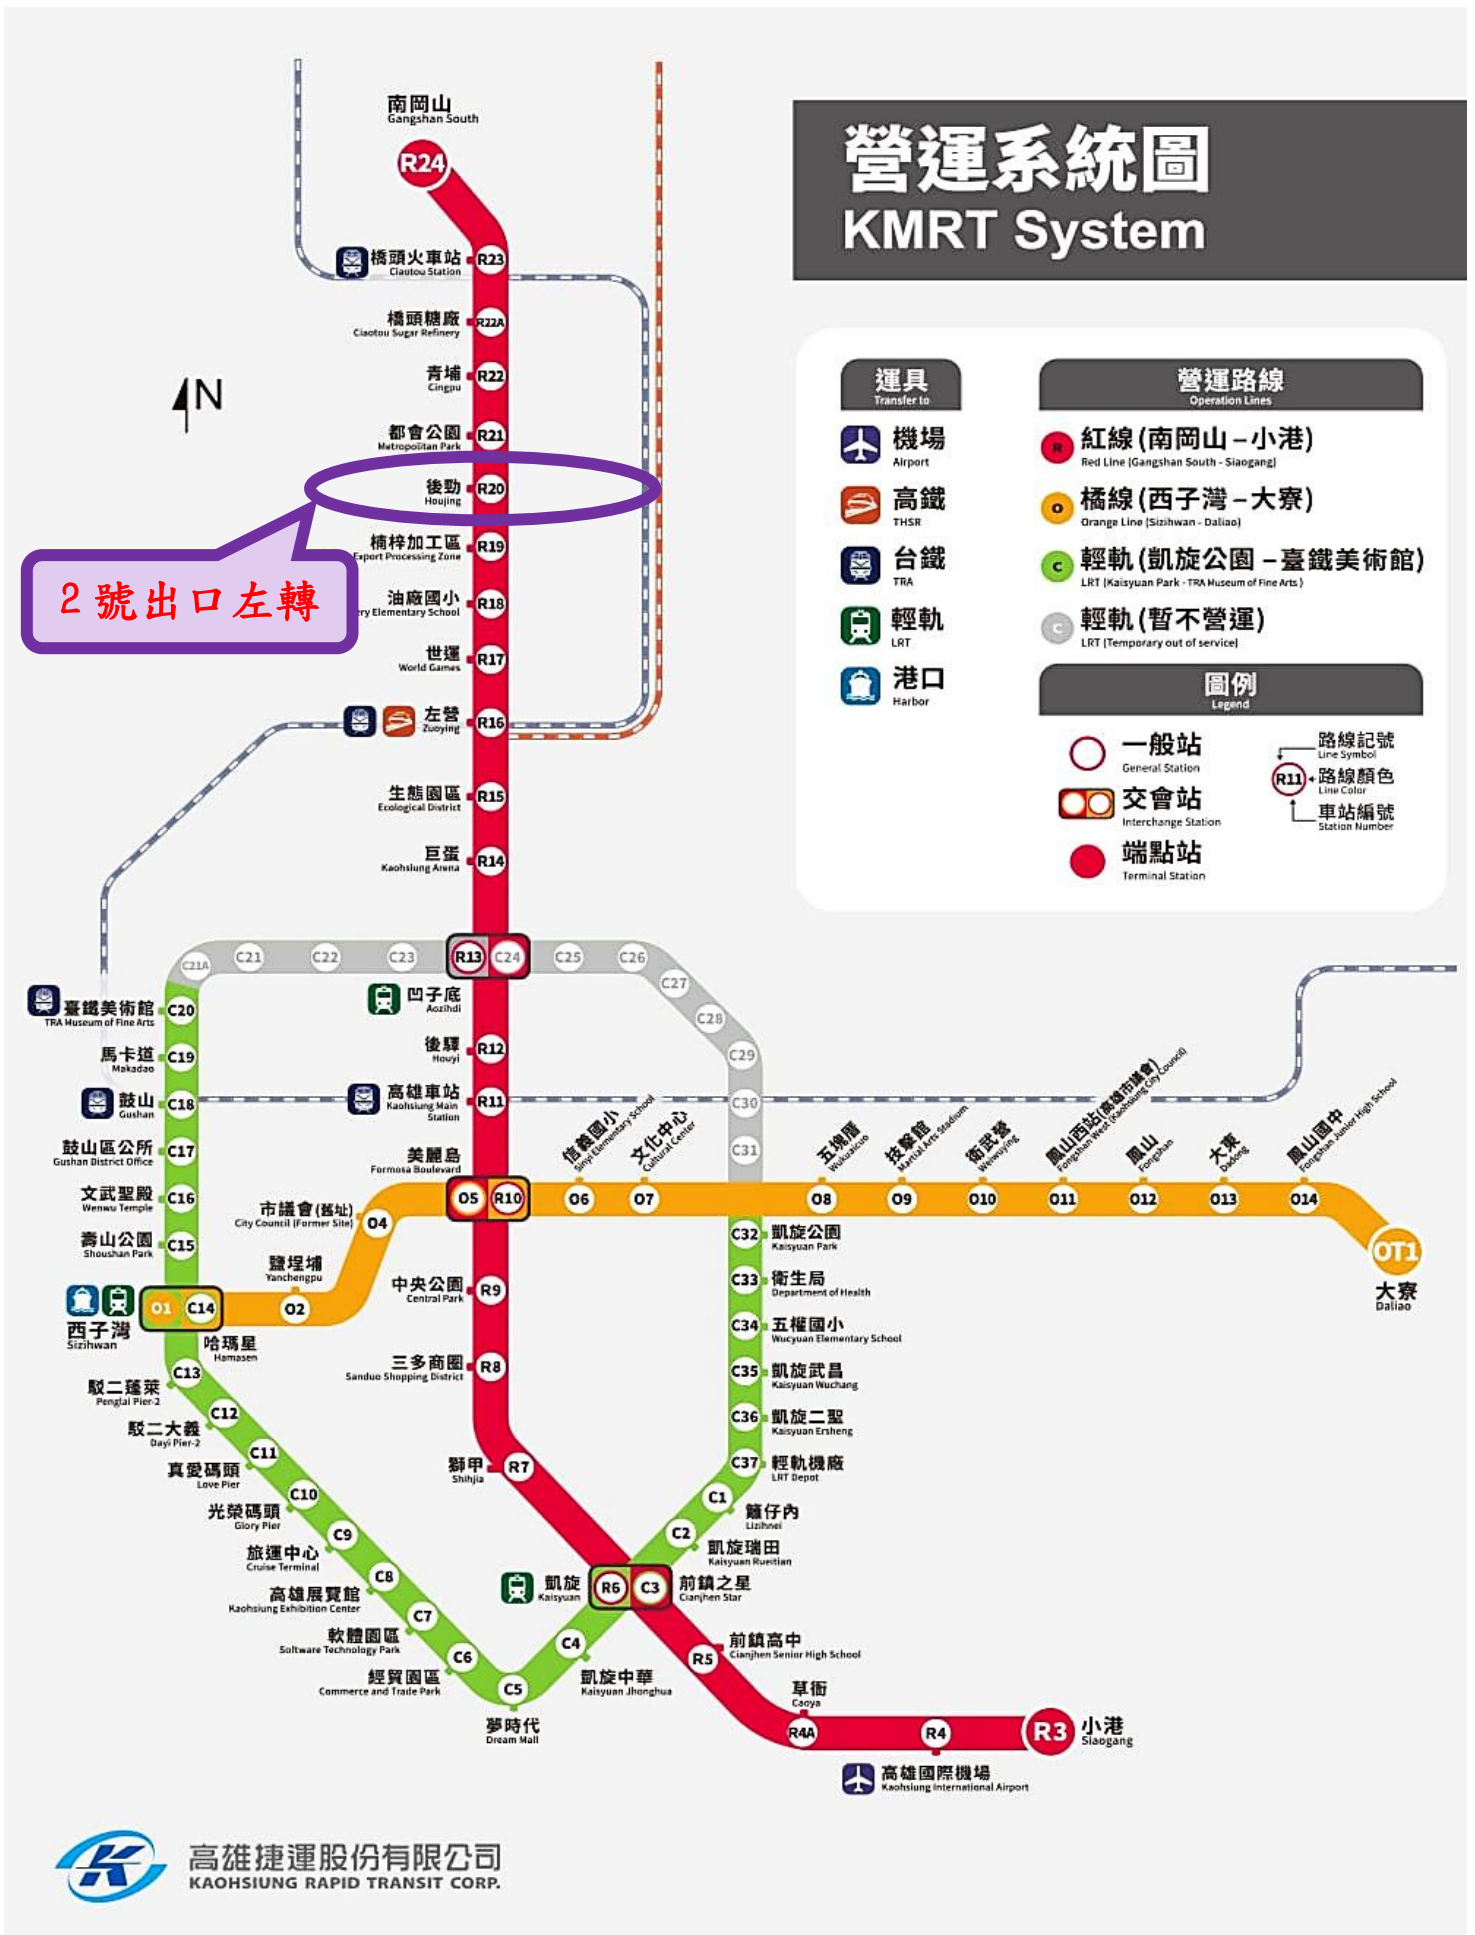 營運系統圖
KMRT System
運具
Transfer to
機場
Airport
高鐵
THSR
台鐵
TRA
輕軌
LRT
港口
Harbor
營運路線
Operation Lines
R
紅線(南岡山–小港)
Red Line (Gangshan South - Siaogang)
O
橘線(西子灣–大寮)
Orange Line (Sizihwan - Daliao)
C
輕軌(凱旋公園–臺鐵美術館)
LRT (Kaisyuan Park - TRA Museum of Fine Arts )
C
輕軌(暫不營運)
LRT (Temporary out of service)
圖例
Legend
一般站
General Station
交會站
Interchange Station
端點站
Terminal Station
R11
路線記號
Line Symbol
路線顏色
Line Color
車站編號
Station Number
N
南岡山
Gangshan South
R24
橋頭火車站
Ciaotou Station
R23
橋頭糖廠
Ciaotou Sugar Refinery
R22A
青埔
Cingpu
R22
都會公園
Metropolitan Park
R21
後勁
Houjing
R20
2號出口左轉
楠梓加工區
Export Processing Zone
R19
油廠國小
ery Elementary School
R18
世運
World Games
R17
左營
Zuoying
R16
生態園區
Ecological District
R15
巨蛋
Kaohsiung Arena
R14
C21A
C21
C22
C23
R13
C24
C25
C26
C27
C28
C29
C30
C31
凹子底
Aozihdi
後驛
Houyi
R12
高雄車站
Kaohsiung Main
Station
R11
美麗島
Formosa Boulevard
O5
R10
臺鐵美術館
TRA Museum of Fine Arts
C20
馬卡道
Makadao
C19
鼓山
Gushan
C18
鼓山區公所
Gushan District Office
C17
文武聖殿
Wenwu Temple
C16
壽山公園
Shoushan Park
C15
西子灣
Sizihwan
O1
C14
哈瑪星
Hamasen
鹽埕埔
Yanchengpu
O2
市議會(舊址)
City Council (Former Site)
O4
信義國小
Sinyi Elementary School
O6
文化中心
Cultural Center
O7
五塊厝
Wukuaicuo
O8
技擊館
Martial Arts Stadium
O9
衛武營
Weiwuying
O10
鳳山西站(高雄市議會)
Fongshan West (Kaohsiung City Council)
O11
鳳山
Fongshan
O12
大東
Dadong
O13
鳳山國中
Fongshan Junior High School
O14
OT1
大寮
Daliao
中央公園
Central Park
R9
三多商圈
Sanduo Shopping District
R8
獅甲
Shihjia
R7
凱旋
Kaisyuan
R6
C3
前鎮之星
Cianjhen Star
R5
前鎮高中
Cianjhen Senior High School
草衙
Caoya
R4A
R4
高雄國際機場
Kaohsiung International Airport
R3
小港
Siaogang
C32
凱旋公園
Kaisyuan Park
C33
衛生局
Department of Health
C34
五權國小
Wucyuan Elementary School
C35
凱旋武昌
Kaisyuan Wuchang
C36
凱旋二聖
Kaisyuan Ersheng
C37
輕軌機廠
LRT Depot
C1
籬仔內
Lizihnei
C2
凱旋瑞田
Kaisyuan Rueitian
C4
凱旋中華
Kaisyuan Jhonghua
C5
夢時代
Dream Mall
C6
經貿園區
Commerce and Trade Park
C7
軟體園區
Software Technology Park
C8
高雄展覽館
Kaohsiung Exhibition Center
C9
旅運中心
Cruise Terminal
C10
光榮碼頭
Glory Pier
C11
真愛碼頭
Love Pier
C12
駁二大義
Dayi Pier-2
C13
駁二蓬萊
Penglai Pier-2
高雄捷運股份有限公司
KAOHSIUNG RAPID TRANSIT CORP.